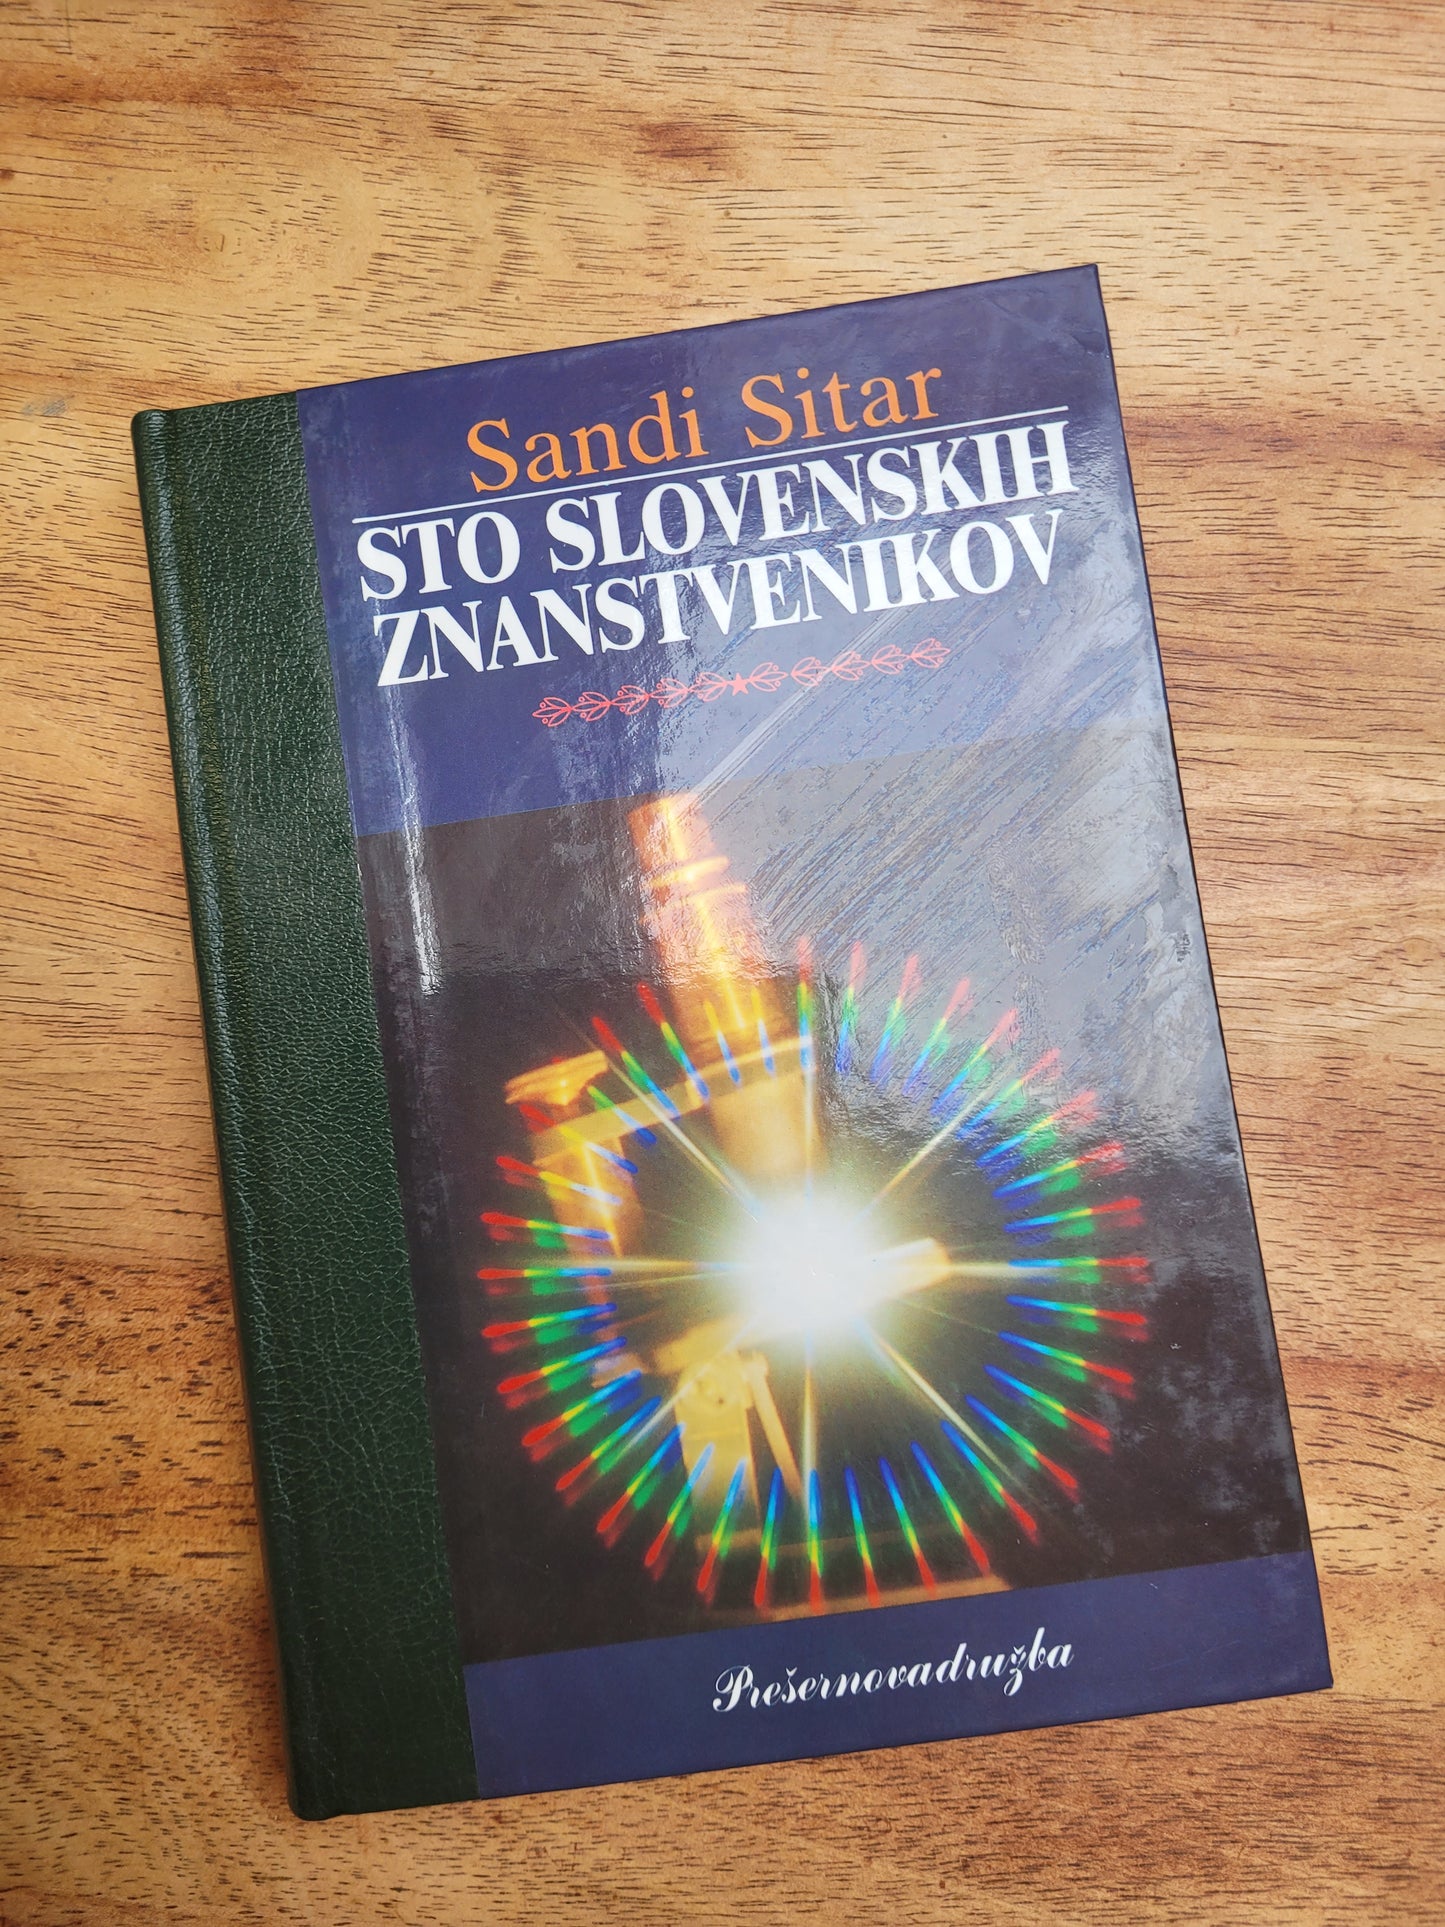 Sandi Sitar
STO SLOVENSKIH
ZNANSTVENIKOV
Prešernovadružba